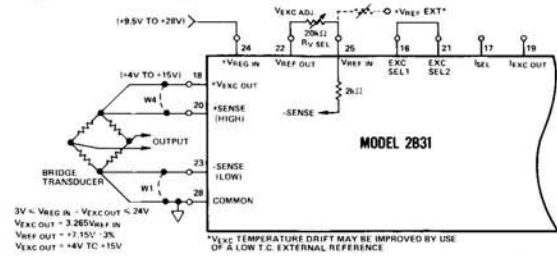 (+9.5V TO +28V)
VEXC ADJ
20kΩ
RV SEL
+VREF EXT*
24
22
25
16
21
17
19
+VREG IN
VREF OUT
VREF IN
EXC SEL1
EXC SEL2
ISEL
IEXC OUT
(+4V TO +15V)
18
+VEXC OUT
W4
20
+SENSE
(HIGH)
2kΩ
-SENSE
OUTPUT
MODEL 2B31
23
-SENSE
(LOW)
BRIDGE
TRANSDUCER
W1
28
COMMON
3V ≤ VREG IN - VEXC OUT ≤ 24V
VEXC OUT = 3.265VREF IN
VREF OUT = +7.15V -3%
VEXC OUT = +4V TO +15V
*VEXC TEMPERATURE DRIFT MAY BE IMPROVED BY USE
OF A LOW T.C. EXTERNAL REFERENCE